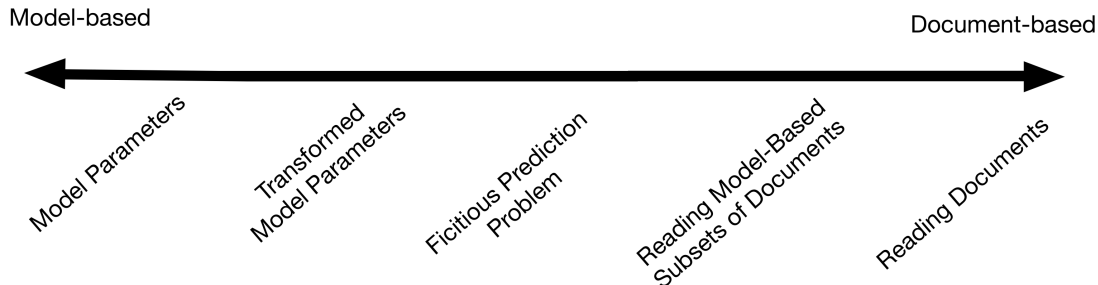 Model-based
Document-based
Model Parameters
Transformed
Model Parameters
Ficitious Prediction
Problem
Reading Model-Based
Subsets of Documents
Reading Documents